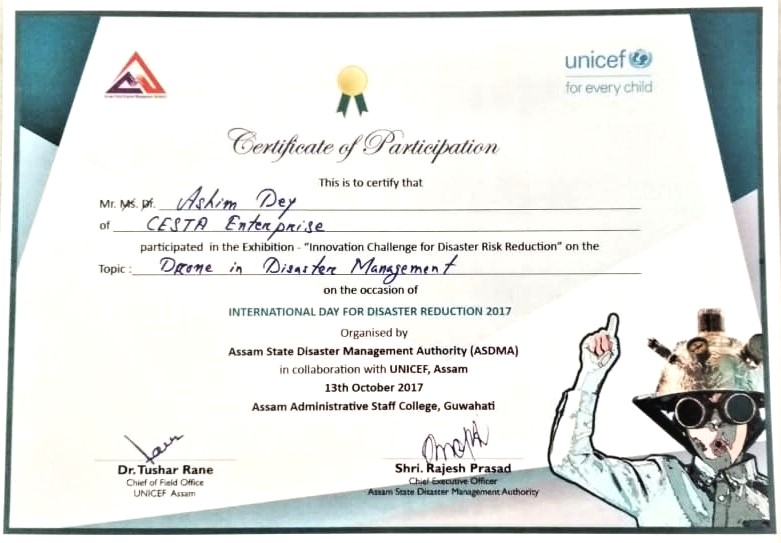 unicef
for every child
Certificate of Participation
This is to certify that
Mr. Ms. Df. Ashim Dey
of CESTA Enterprise
participated in the Exhibition - "Innovation Challenge for Disaster Risk Reduction" on the
Topic : Drone in Disaster Management
on the occasion of
INTERNATIONAL DAY FOR DISASTER REDUCTION 2017
Organised by
Assam State Disaster Management Authority (ASDMA)
in collaboration with UNICEF, Assam
13th October 2017
Assam Administrative Staff College, Guwahati
Dr. Tushar Rane
Chief of Field Office
UNICEF Assam
Shri. Rajesh Prasad
Chief Executive Officer
Assam State Disaster Management Authority